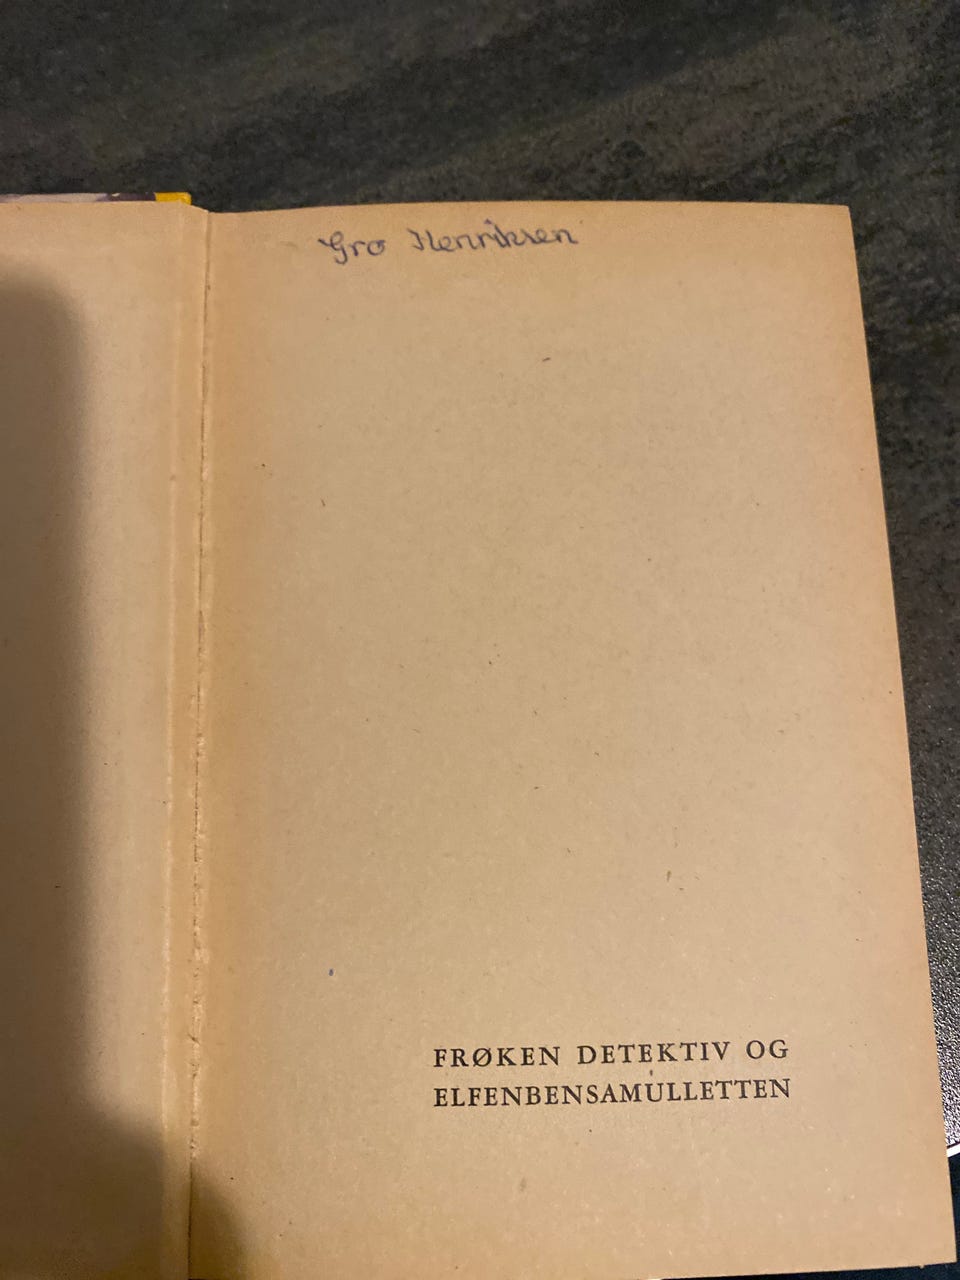 Gro Henriksen
FRØKEN DETEKTIV OG
ELFENBENSAMULLETTEN